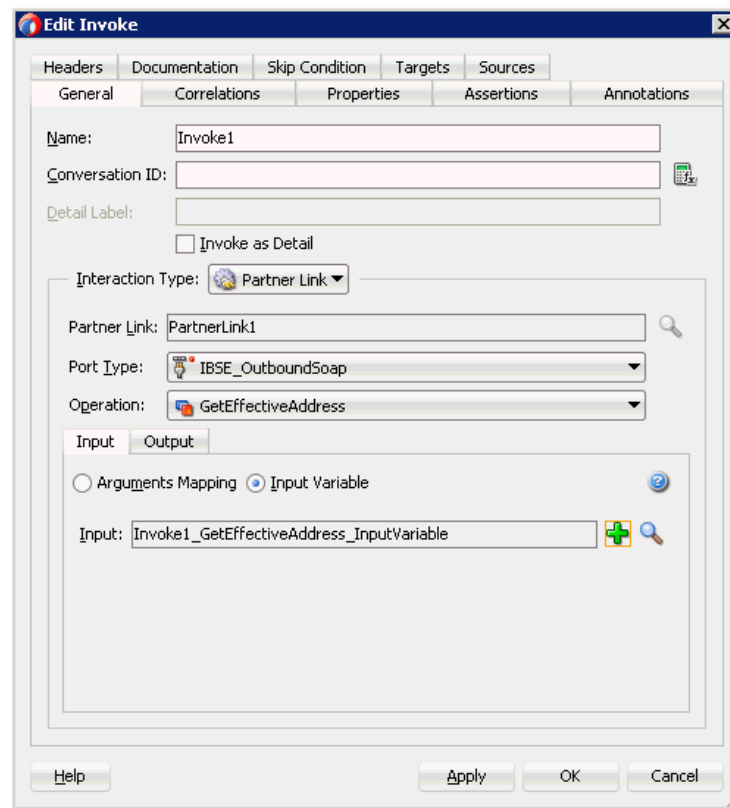 Edit Invoke
Headers Documentation Skip Condition Targets Sources
General Correlations Properties Assertions Annotations
Name: Invoke1
Conversation ID:
Detail Label:
Invoke as Detail
Interaction Type: Partner Link
Partner Link: PartnerLink1
Port Type: IBSE_OutboundSoap
Operation: GetEffectiveAddress
Input Output
Arguments Mapping Input Variable
Input: Invoke1_GetEffectiveAddress_InputVariable
Help Apply OK Cancel